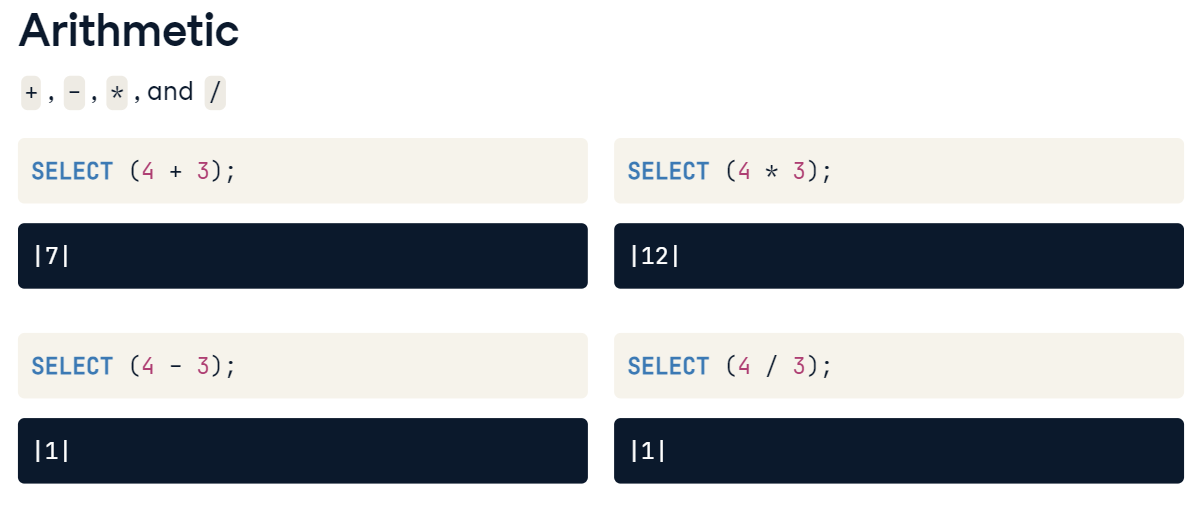 Arithmetic
+ , - , * , and /
SELECT (4 + 3);
|7|
SELECT (4 * 3);
|12|
SELECT (4 - 3);
|1|
SELECT (4 / 3);
|1|